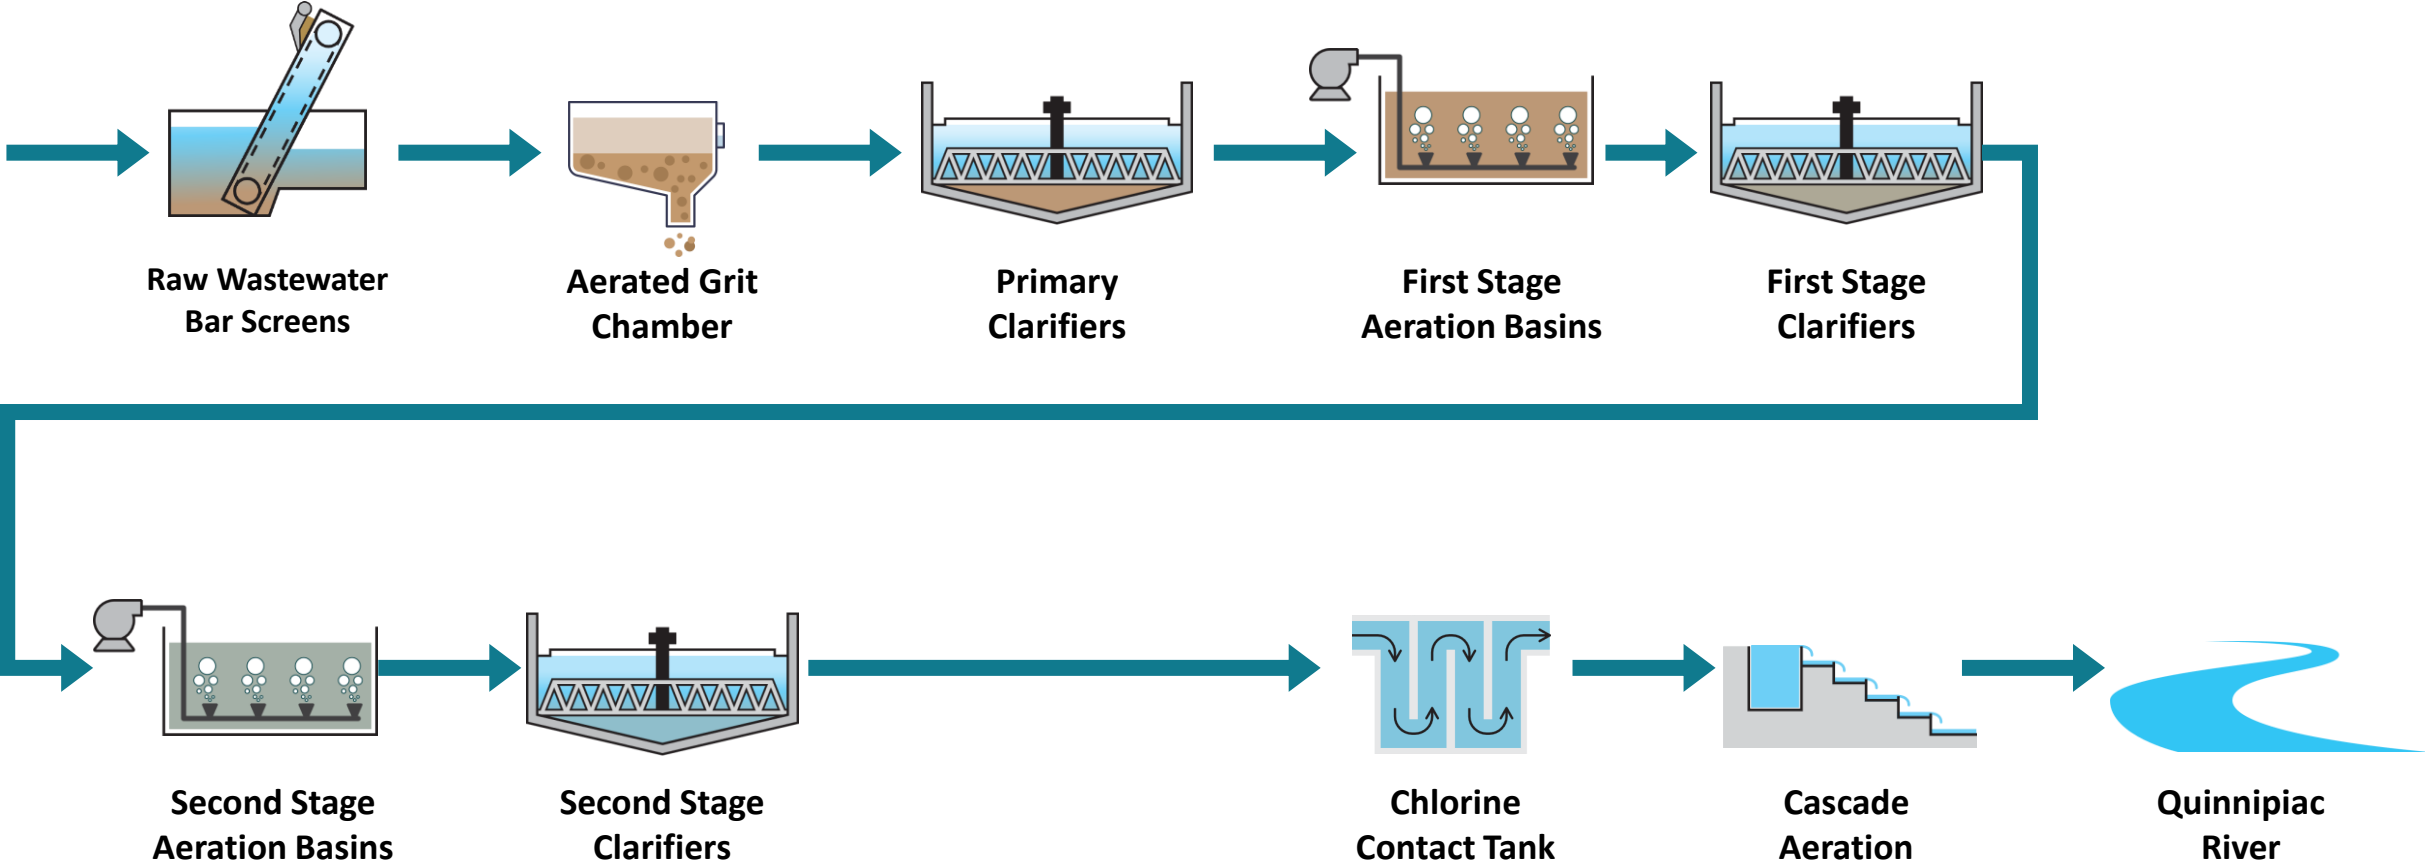 Raw Wastewater
Bar Screens
Aerated Grit
Chamber
Primary
Clarifiers
First Stage
Aeration Basins
First Stage
Clarifiers
Second Stage
Aeration Basins
Second Stage
Clarifiers
Chlorine
Contact Tank
Cascade
Aeration
Quinnipiac
River